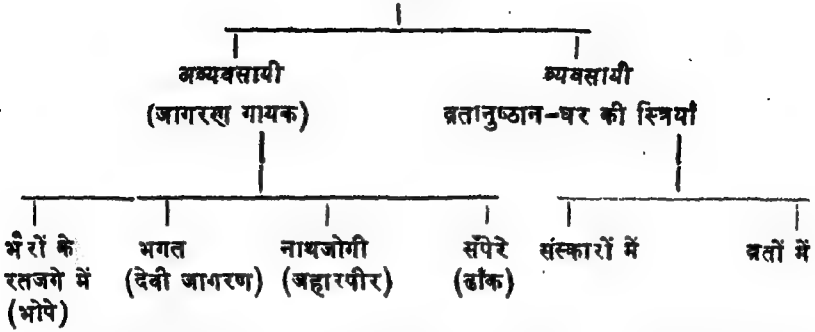 अव्यवसायी व्यवसायी
(जागरण गायक) व्रतानुष्ठान-घर की स्त्रियाँ
भैरों के भगत नाथजोगी सँपेरे संस्कारों में व्रतों में
रतजगे में (देवी जागरण) (जहारपीर) (ढाँक)
(भोपे)